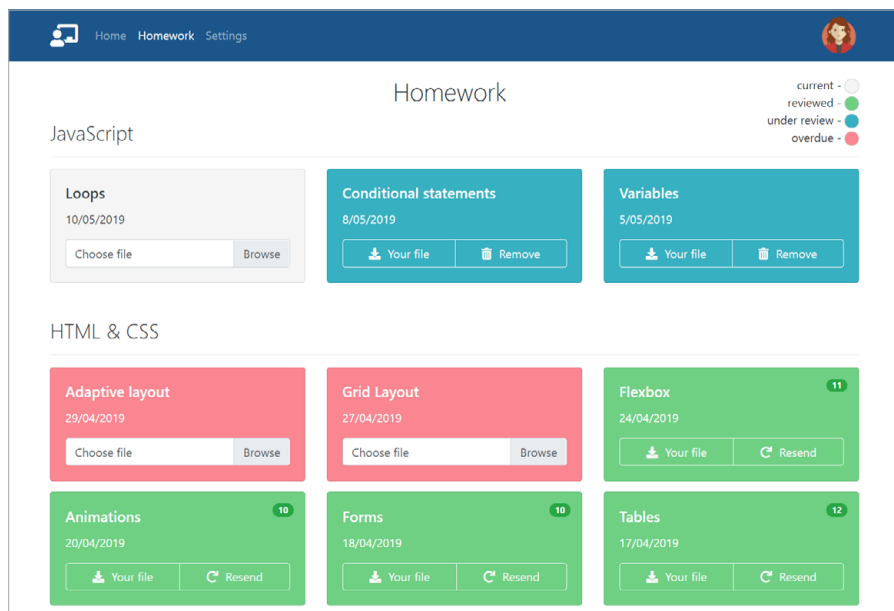 Home Homework Settings
Homework
current -
reviewed -
under review -
overdue -
JavaScript
Loops
10/05/2019
Choose file Browse
Conditional statements
8/05/2019
Your file Remove
Variables
5/05/2019
Your file Remove
HTML & CSS
Adaptive layout
29/04/2019
Choose file Browse
Grid Layout
27/04/2019
Choose file Browse
Flexbox 11
24/04/2019
Your file Resend
Animations 10
20/04/2019
Your file Resend
Forms 10
18/04/2019
Your file Resend
Tables 12
17/04/2019
Your file Resend